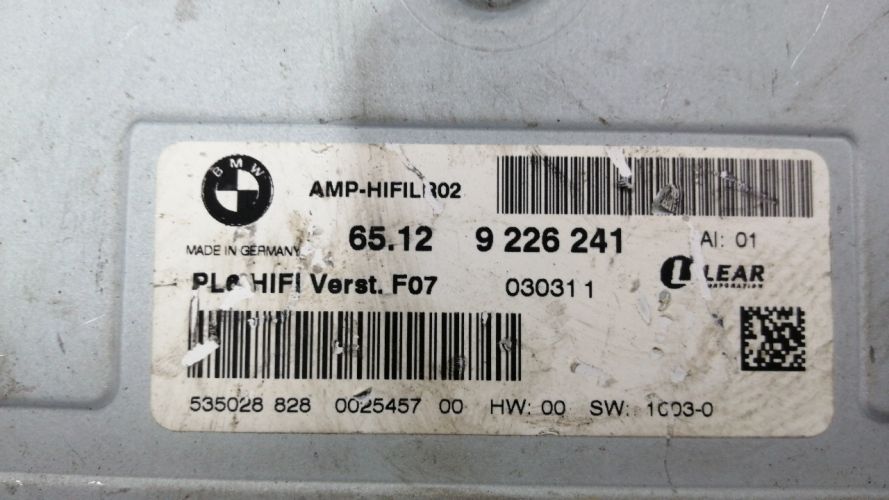 BMW
AMP-HIFILR02
MADE IN GERMANY
65.12 9 226 241 AI: 01
PL6 HIFI Verst. F07 030311
LEAR
CORPORATION
535028 828 0025457 00 HW: 00 SW: 1003-0